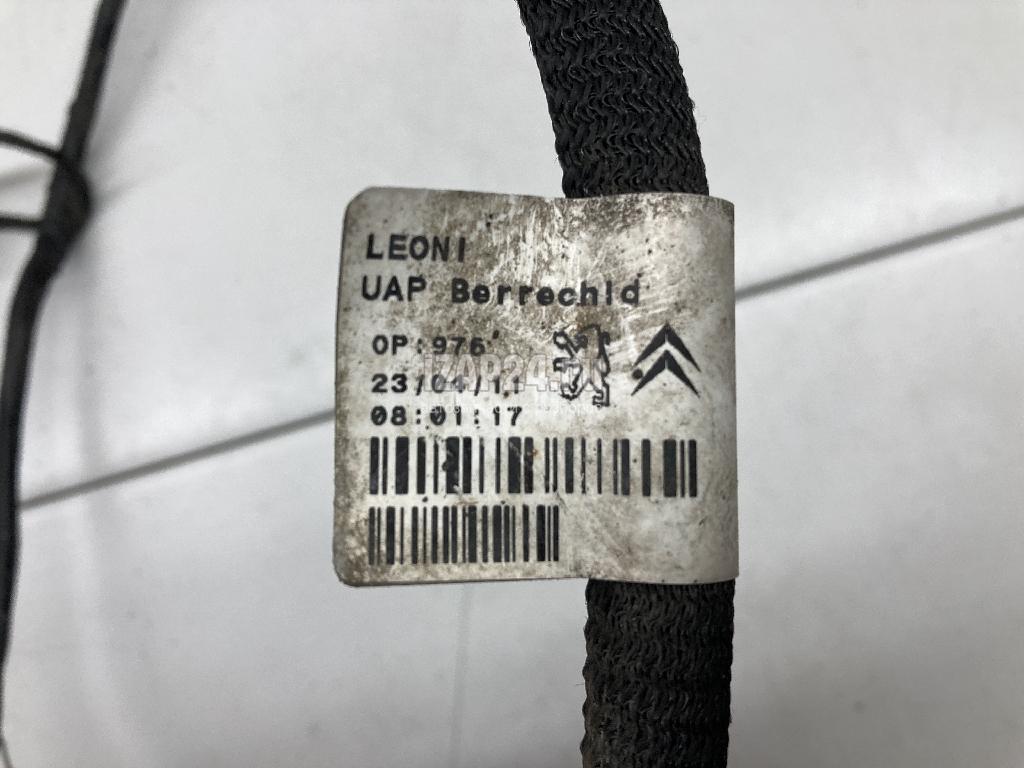 LEONI
UAP Berrechid
OP:976
23/04/11
08:01:17